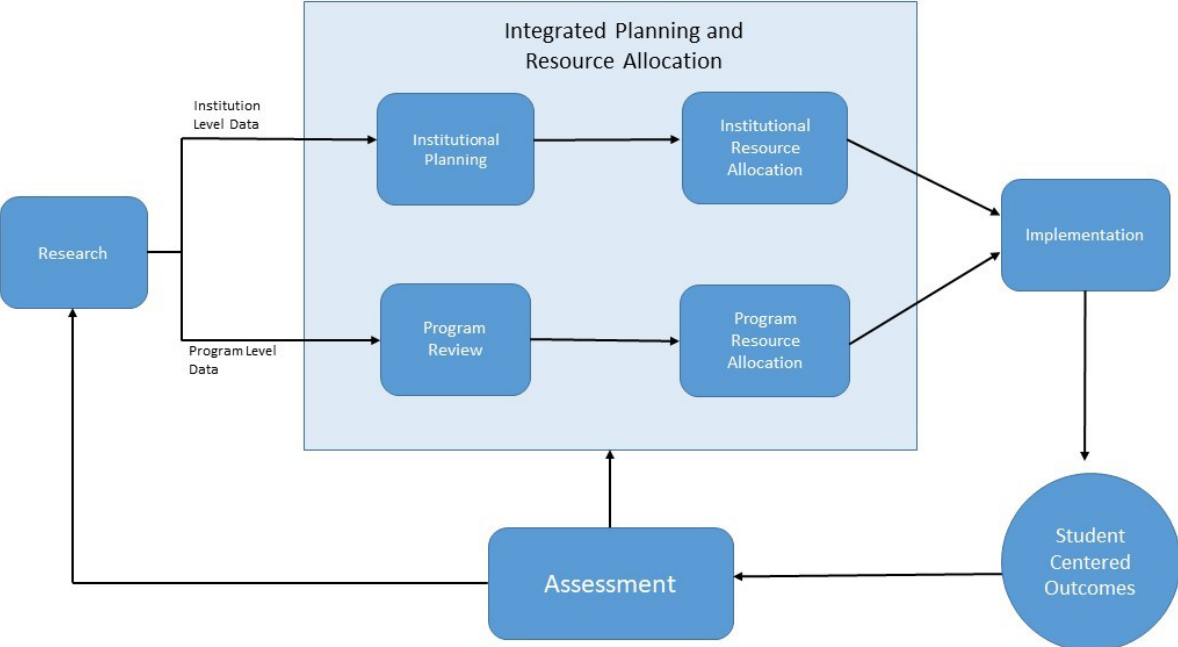 Integrated Planning and
Resource Allocation
Institution
Level Data
Institutional
Planning
Institutional
Resource
Allocation
Research
Implementation
Program Level
Data
Program
Review
Program
Resource
Allocation
Assessment
Student
Centered
Outcomes